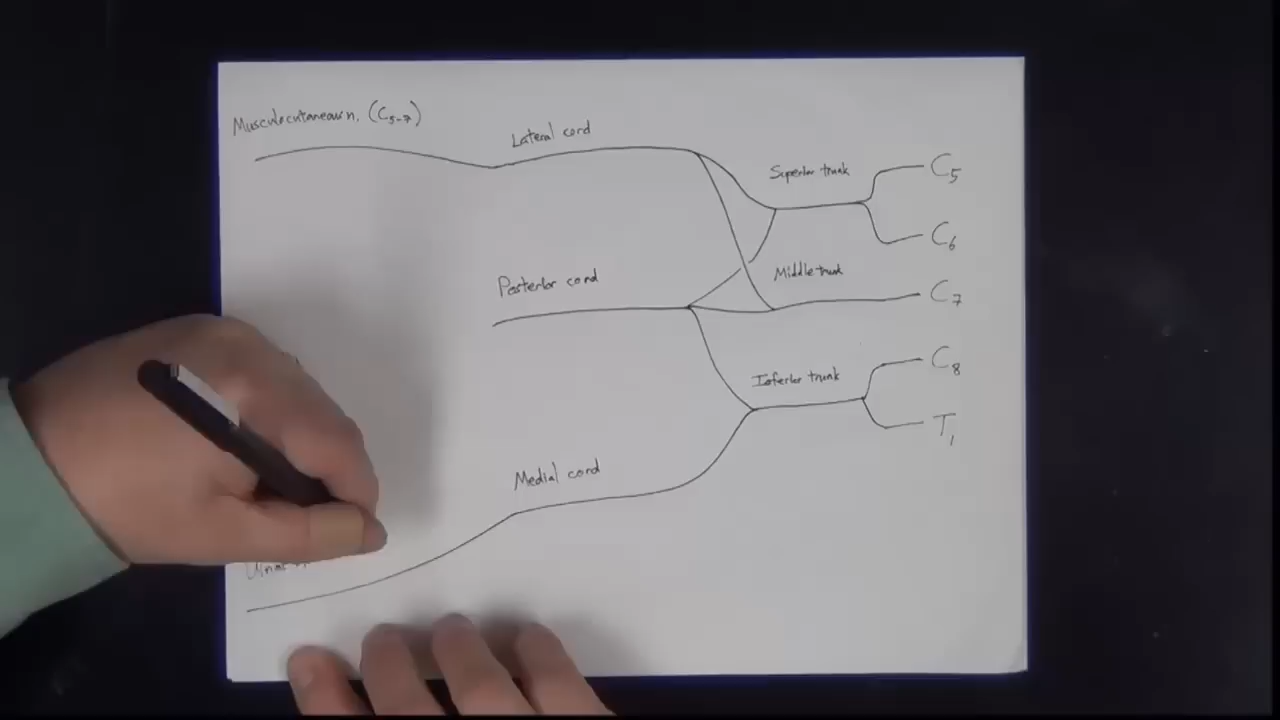 Musculocutaneous n. (C5-7)
Lateral cord
Superior trunk
C5
C6
Posterior cord
Middle trunk
C7
C8
Inferior trunk
T1
Medial cord